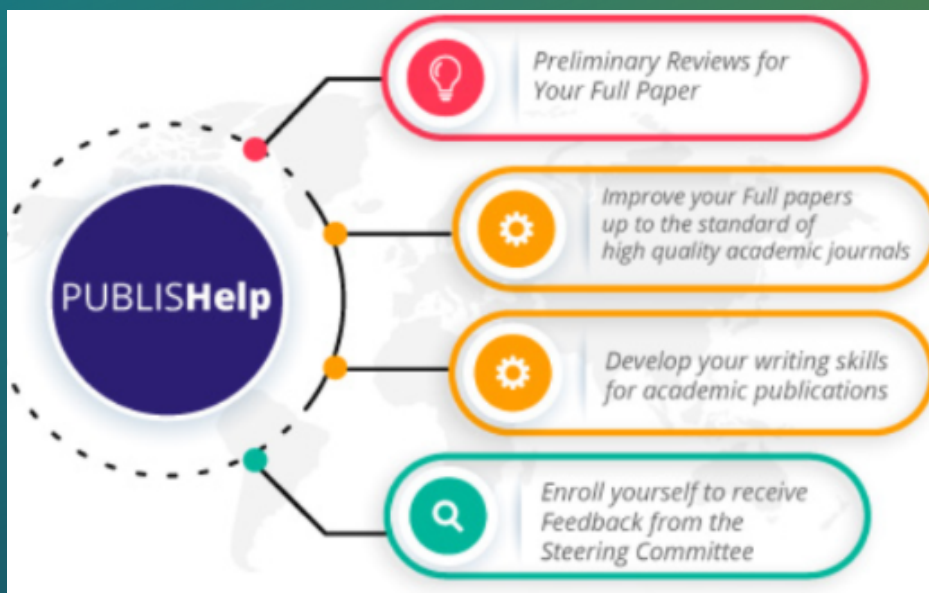 PUBLISHelp
Preliminary Reviews for
Your Full Paper
Improve your Full papers
up to the standard of
high quality academic journals
Develop your writing skills
for academic publications
Enroll yourself to receive
Feedback from the
Steering Committee